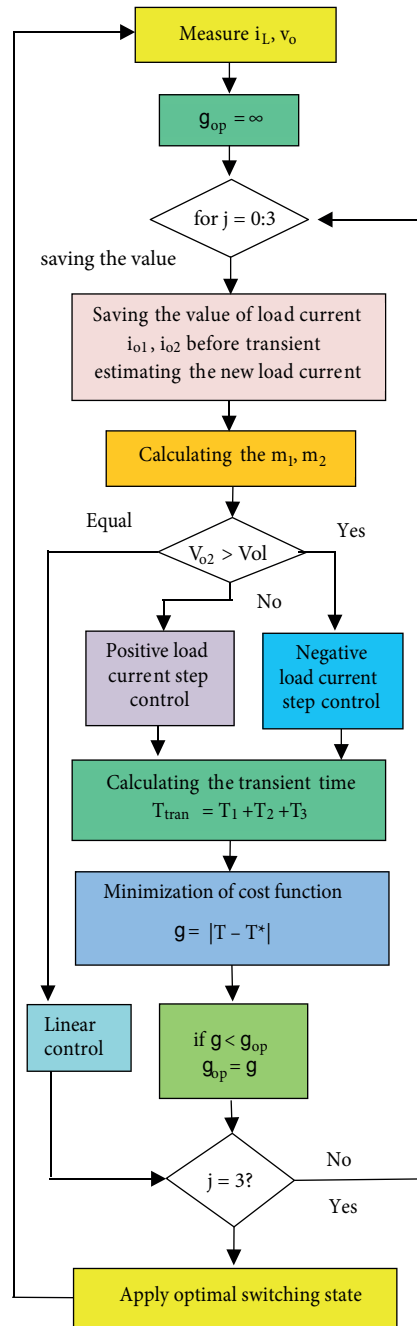 Measure i_L, v_o
g_op = ∞
for j = 0:3
saving the value
Saving the value of load current
i_o1, i_o2 before transient
estimating the new load current
Calculating the m_1, m_2
Equal
Yes
V_o2 > Vol
No
Positive load
current step
control
Negative
load current
step control
Calculating the transient time
T_tran = T_1 +T_2 +T_3
Minimization of cost function
g = |T – T*|
Linear
control
if g < g_op
g_op = g
j = 3?
No
Yes
Apply optimal switching state